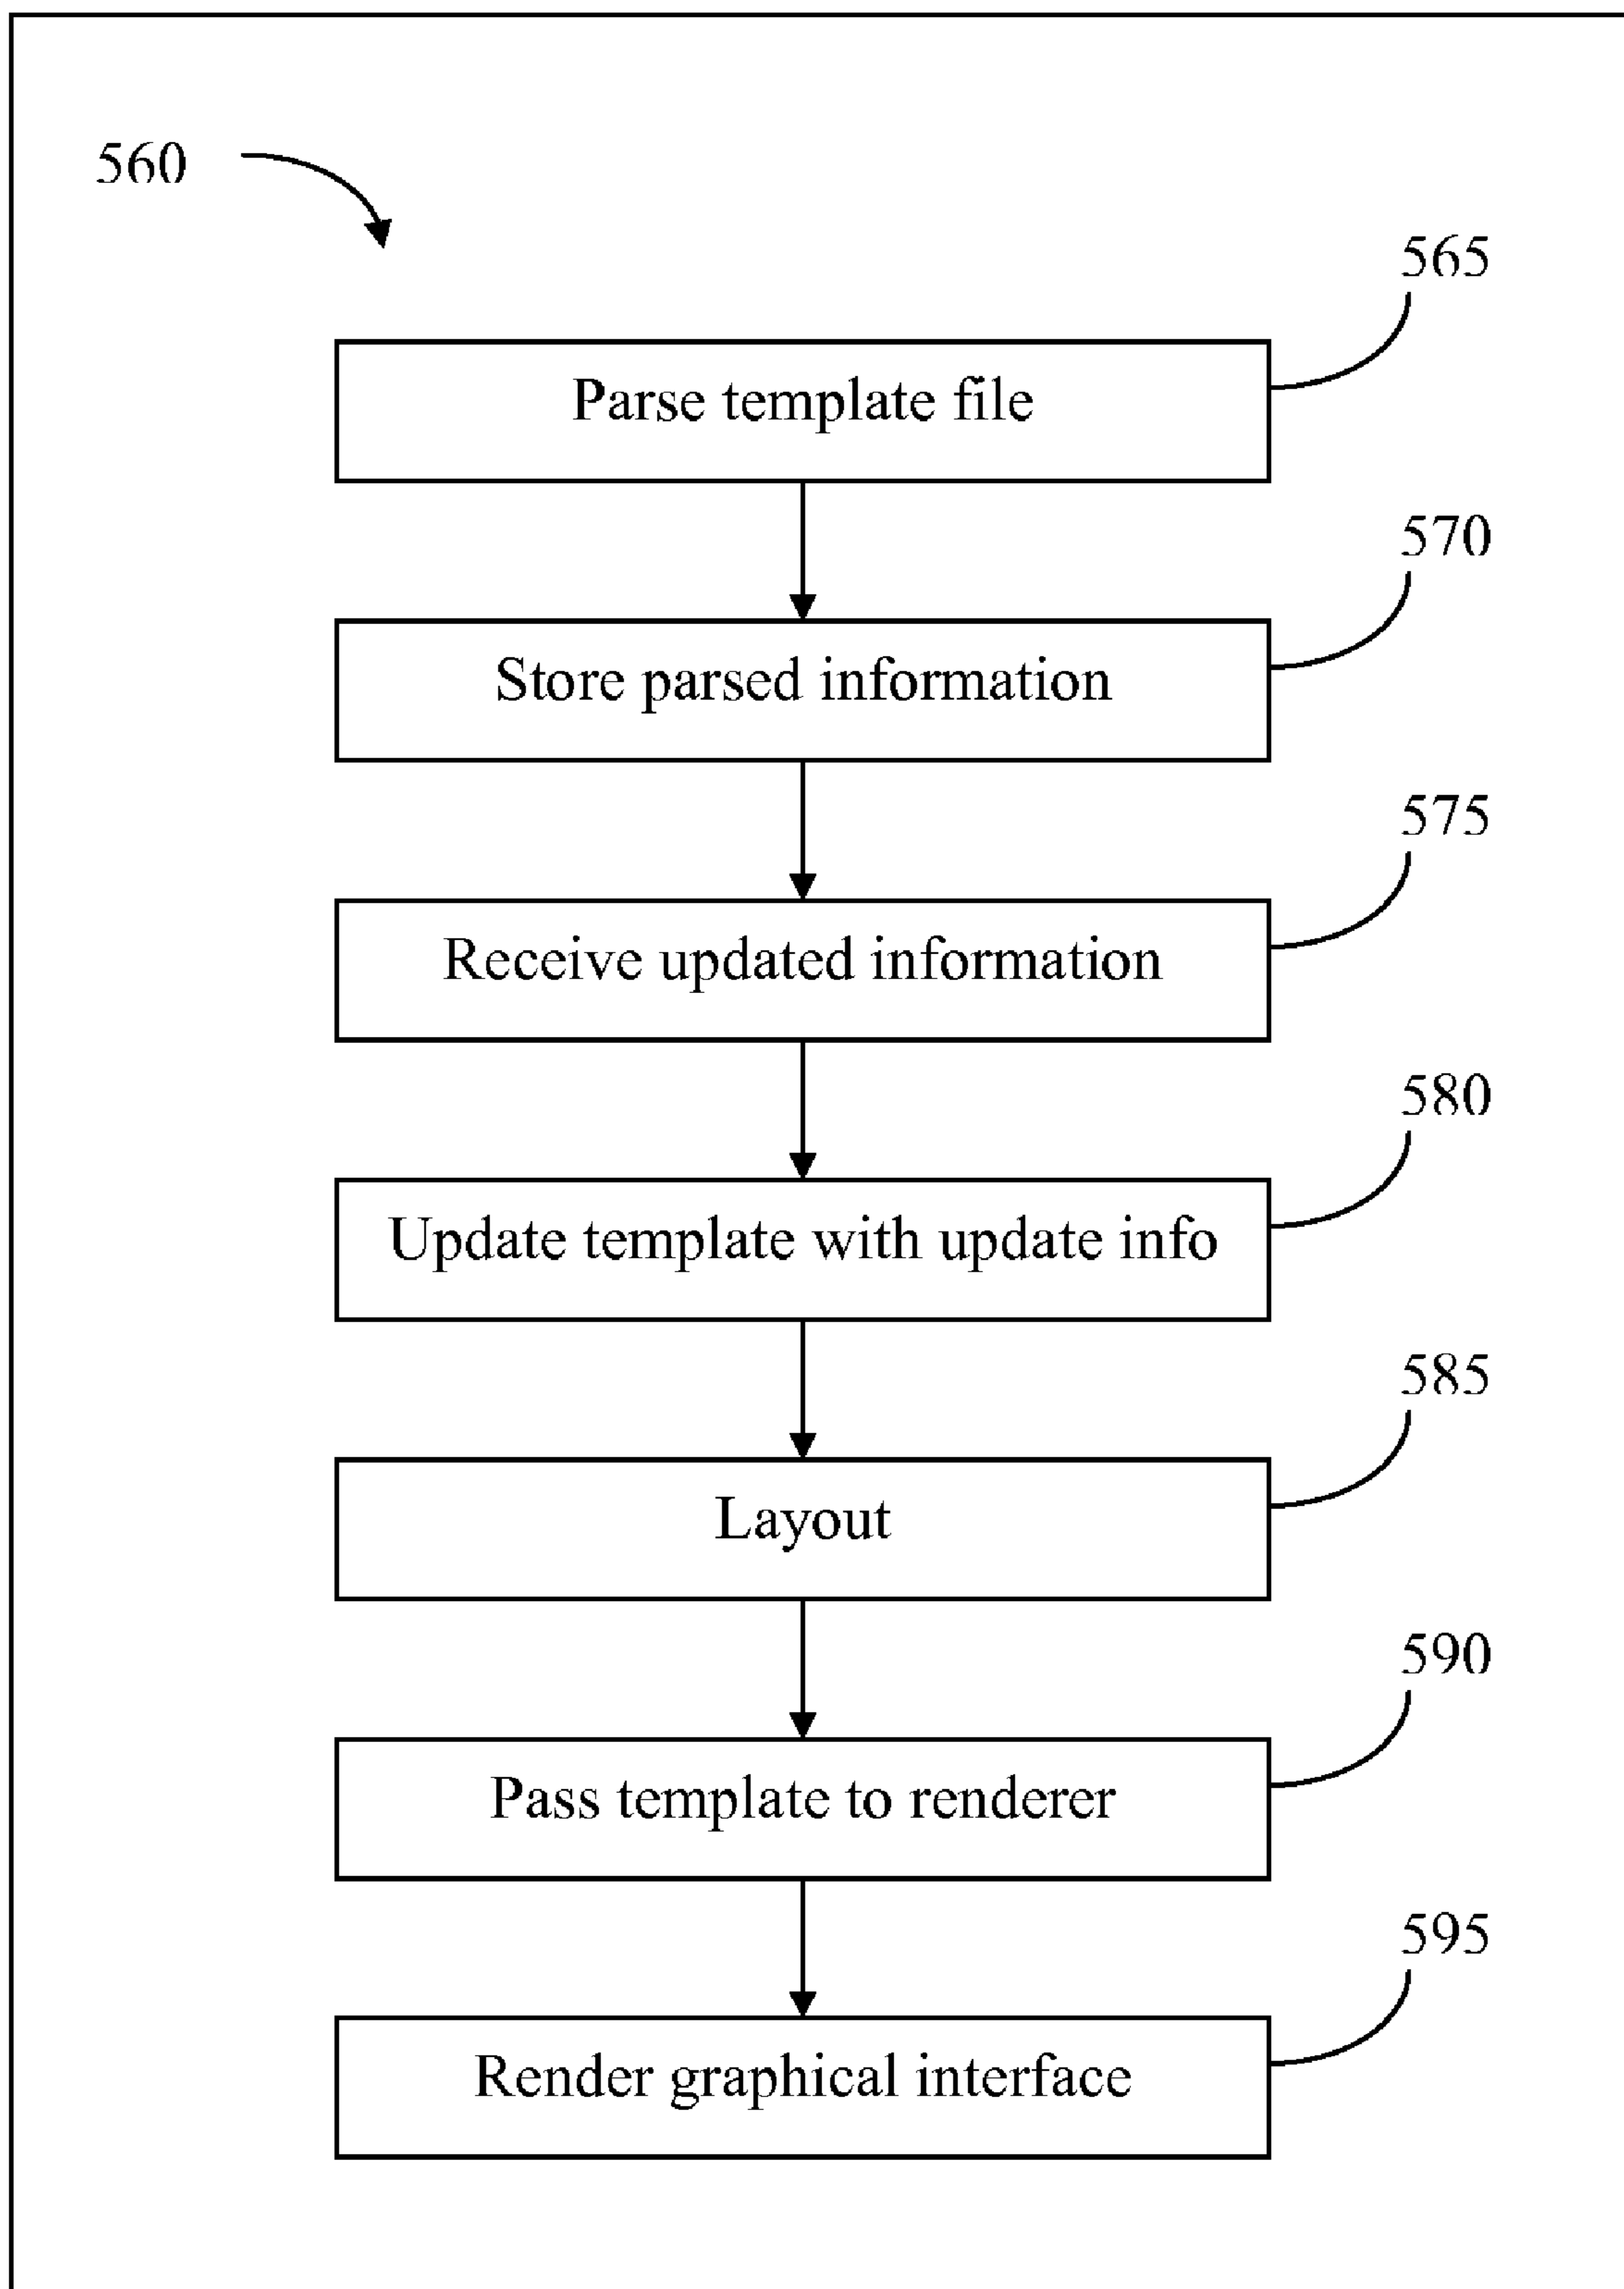 560
565
Parse template file
570
Store parsed information
575
Receive updated information
580
Update template with update info
585
Layout
590
Pass template to renderer
595
Render graphical interface